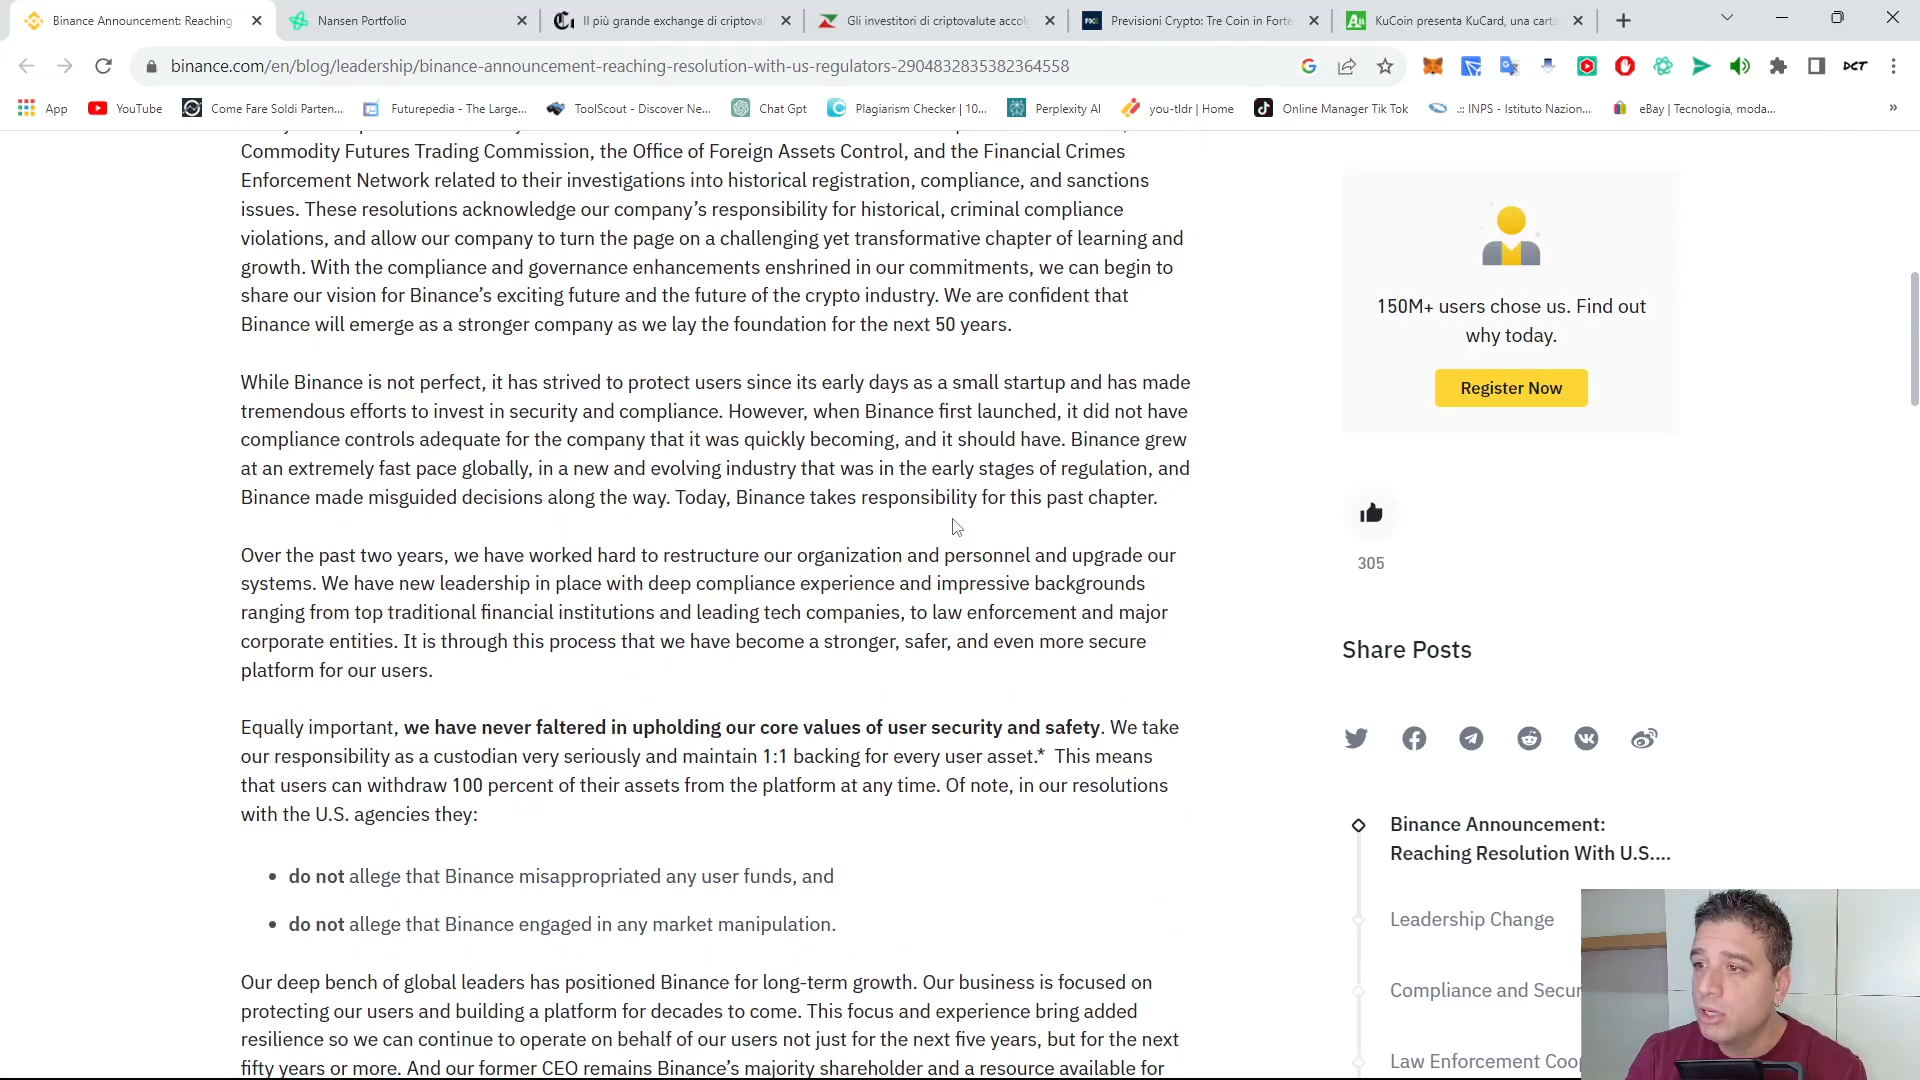 Binance Announcement: Reaching
Nansen Portfolio
Il più grande exchange di criptoval
Gli investitori di criptovalute accol
Previsioni Crypto: Tre Coin in Forte
KuCoin presenta KuCard, una carta
binance.com/en/blog/leadership/binance-announcement-reaching-resolution-with-us-regulators-2904832835382364558
App
YouTube
Come Fare Soldi Parten...
Futurepedia - The Large...
ToolScout - Discover Ne...
Chat Gpt
Plagiarism Checker | 10...
Perplexity AI
you-tldr | Home
Online Manager Tik Tok
.:: INPS - Istituto Nazion...
eBay | Tecnologia, moda...
»
Commodity Futures Trading Commission, the Office of Foreign Assets Control, and the Financial Crimes
Enforcement Network related to their investigations into historical registration, compliance, and sanctions
issues. These resolutions acknowledge our company’s responsibility for historical, criminal compliance
violations, and allow our company to turn the page on a challenging yet transformative chapter of learning and
growth. With the compliance and governance enhancements enshrined in our commitments, we can begin to
share our vision for Binance’s exciting future and the future of the crypto industry. We are confident that
Binance will emerge as a stronger company as we lay the foundation for the next 50 years.
While Binance is not perfect, it has strived to protect users since its early days as a small startup and has made
tremendous efforts to invest in security and compliance. However, when Binance first launched, it did not have
compliance controls adequate for the company that it was quickly becoming, and it should have. Binance grew
at an extremely fast pace globally, in a new and evolving industry that was in the early stages of regulation, and
Binance made misguided decisions along the way. Today, Binance takes responsibility for this past chapter.
Over the past two years, we have worked hard to restructure our organization and personnel and upgrade our
systems. We have new leadership in place with deep compliance experience and impressive backgrounds
ranging from top traditional financial institutions and leading tech companies, to law enforcement and major
corporate entities. It is through this process that we have become a stronger, safer, and even more secure
platform for our users.
Equally important, we have never faltered in upholding our core values of user security and safety. We take
our responsibility as a custodian very seriously and maintain 1:1 backing for every user asset.* This means
that users can withdraw 100 percent of their assets from the platform at any time. Of note, in our resolutions
with the U.S. agencies they:
• do not allege that Binance misappropriated any user funds, and
• do not allege that Binance engaged in any market manipulation.
Our deep bench of global leaders has positioned Binance for long-term growth. Our business is focused on
protecting our users and building a platform for decades to come. This focus and experience bring added
resilience so we can continue to operate on behalf of our users not just for the next five years, but for the next
fifty years or more. And our former CEO remains Binance’s majority shareholder and a resource available for
150M+ users chose us. Find out
why today.
Register Now
305
Share Posts
Binance Announcement:
Reaching Resolution With U.S....
Leadership Change
Compliance and Secur
Law Enforcement Coo
DCT